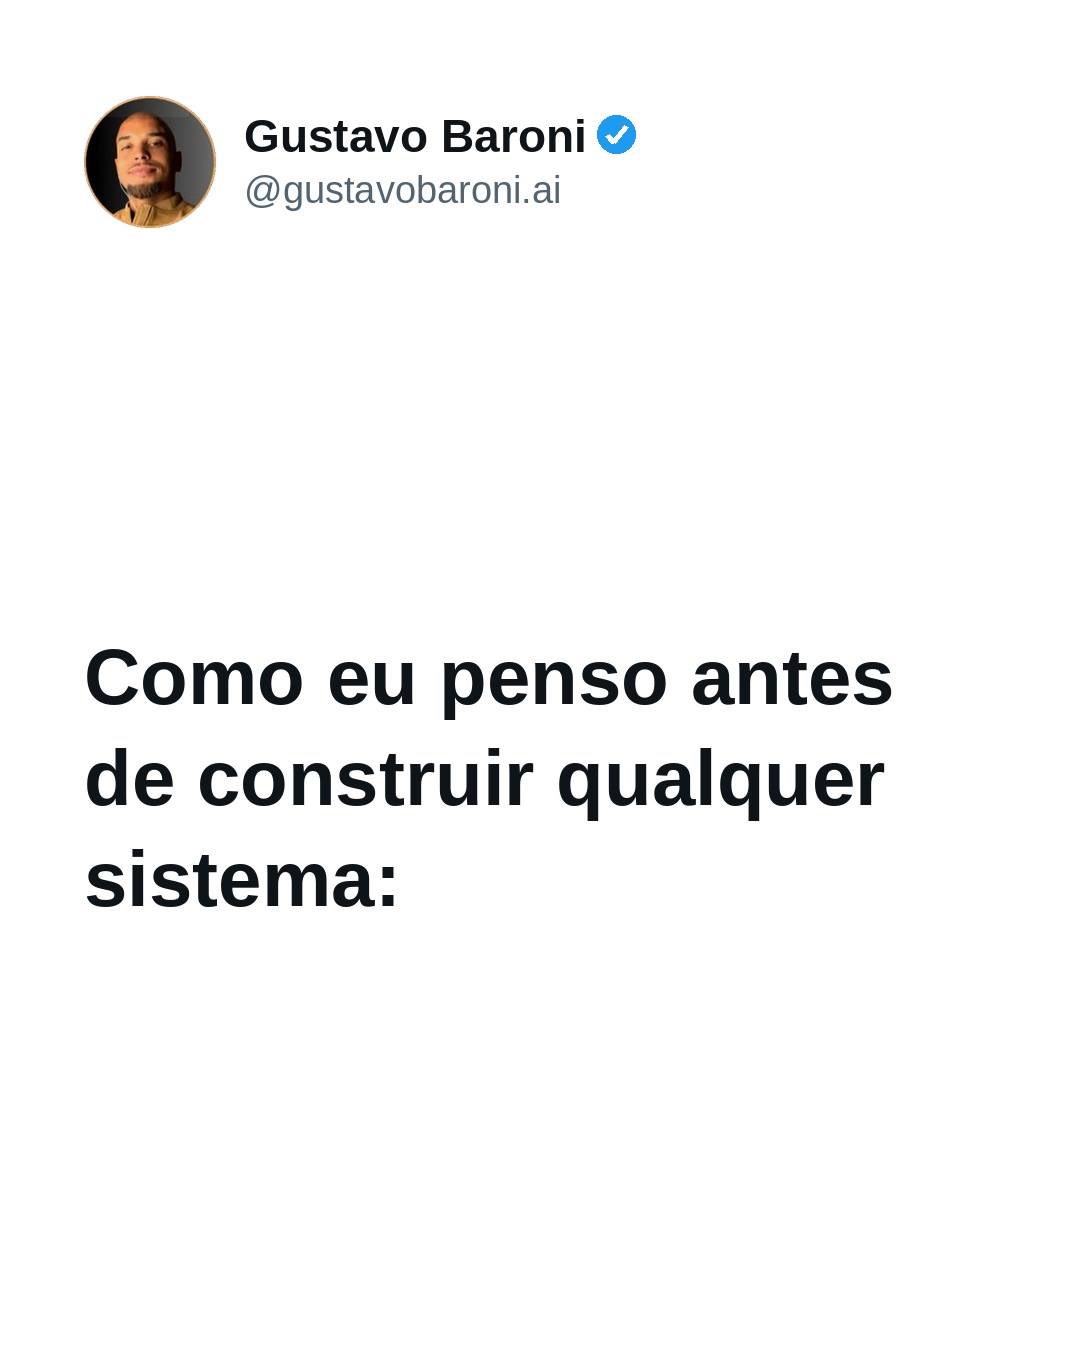 Gustavo Baroni
@gustavobaroni.ai
Como eu penso antes
de construir qualquer
sistema: